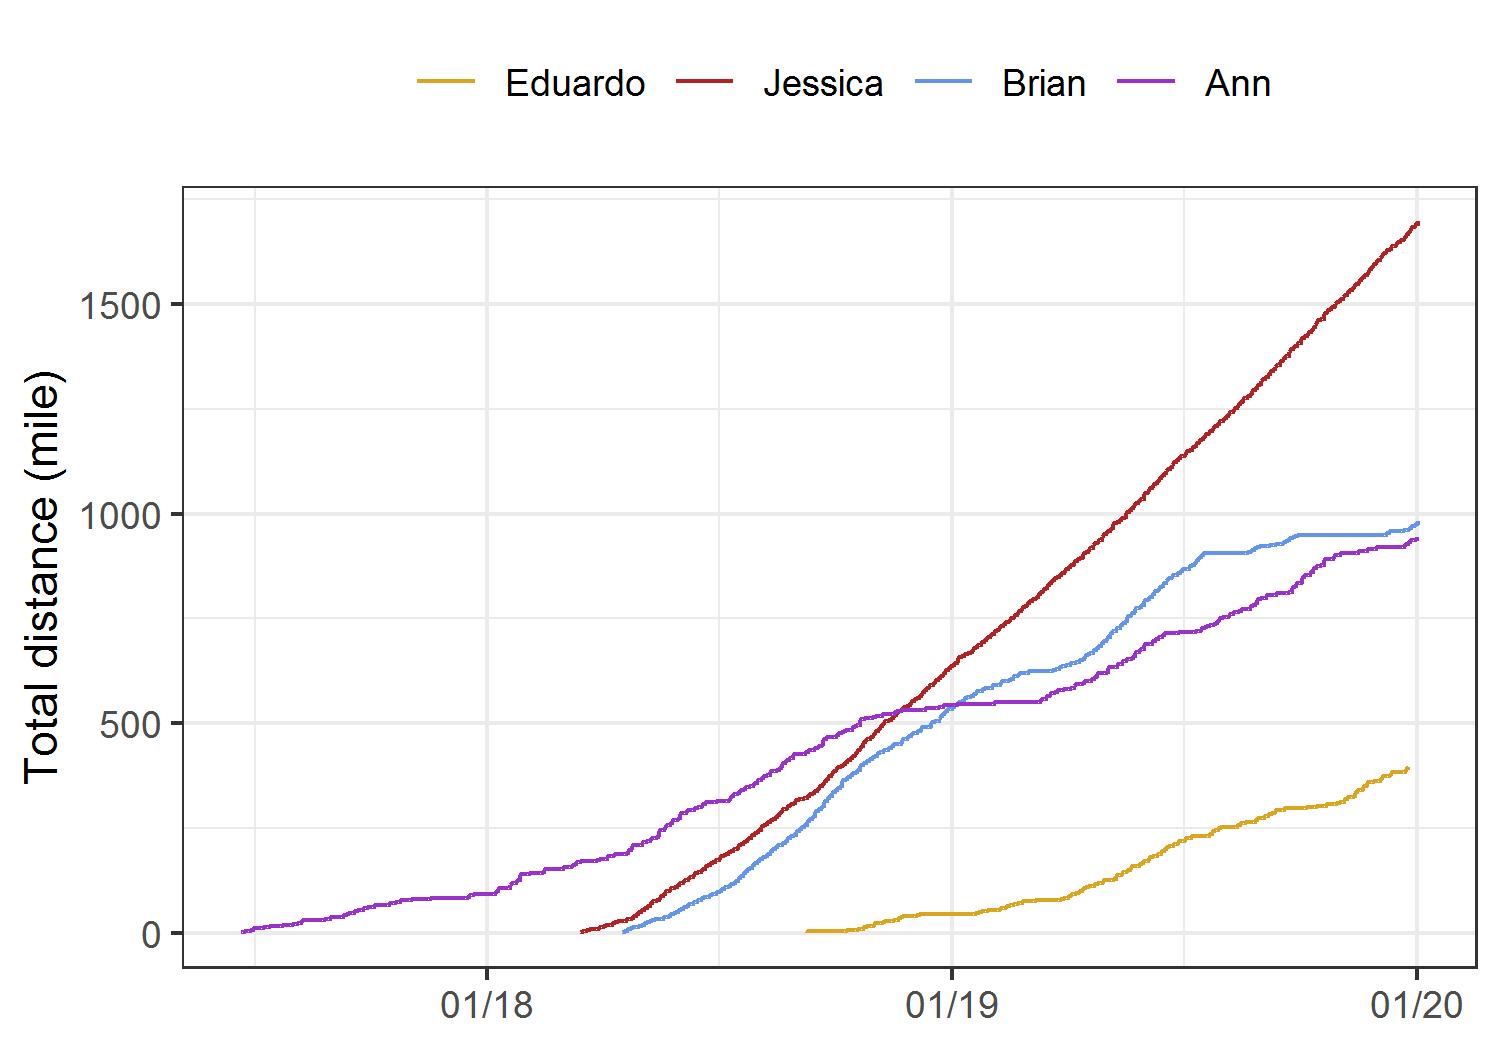 Eduardo Jessica Brian Ann
Total distance (mile)
1500
1000
500
0
01/18 01/19 01/20